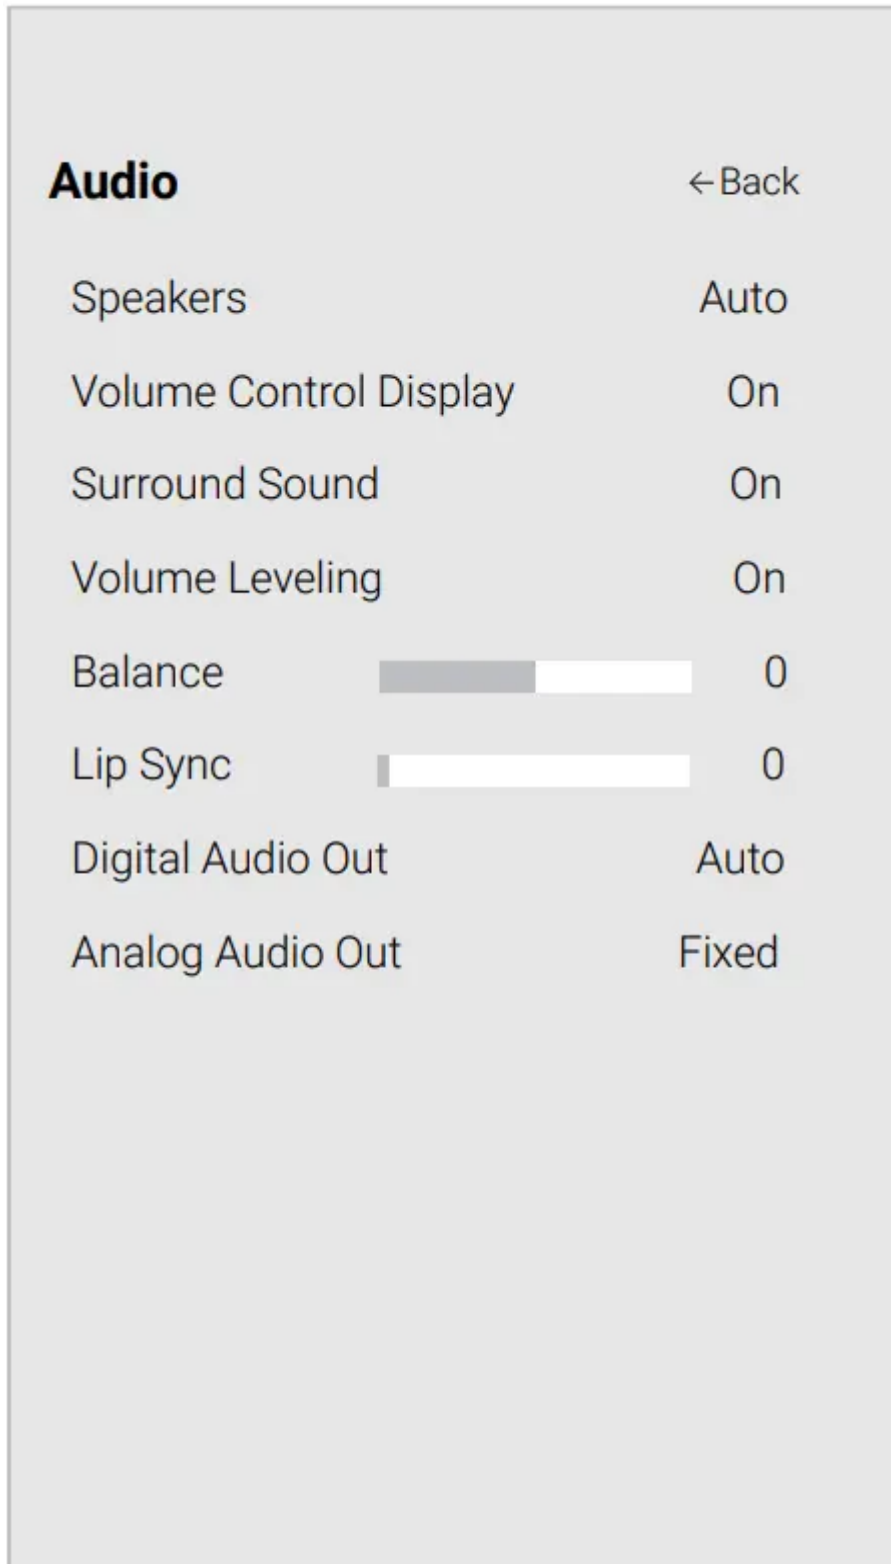 Audio ←Back
Speakers Auto
Volume Control Display On
Surround Sound On
Volume Leveling On
Balance 0
Lip Sync 0
Digital Audio Out Auto
Analog Audio Out Fixed